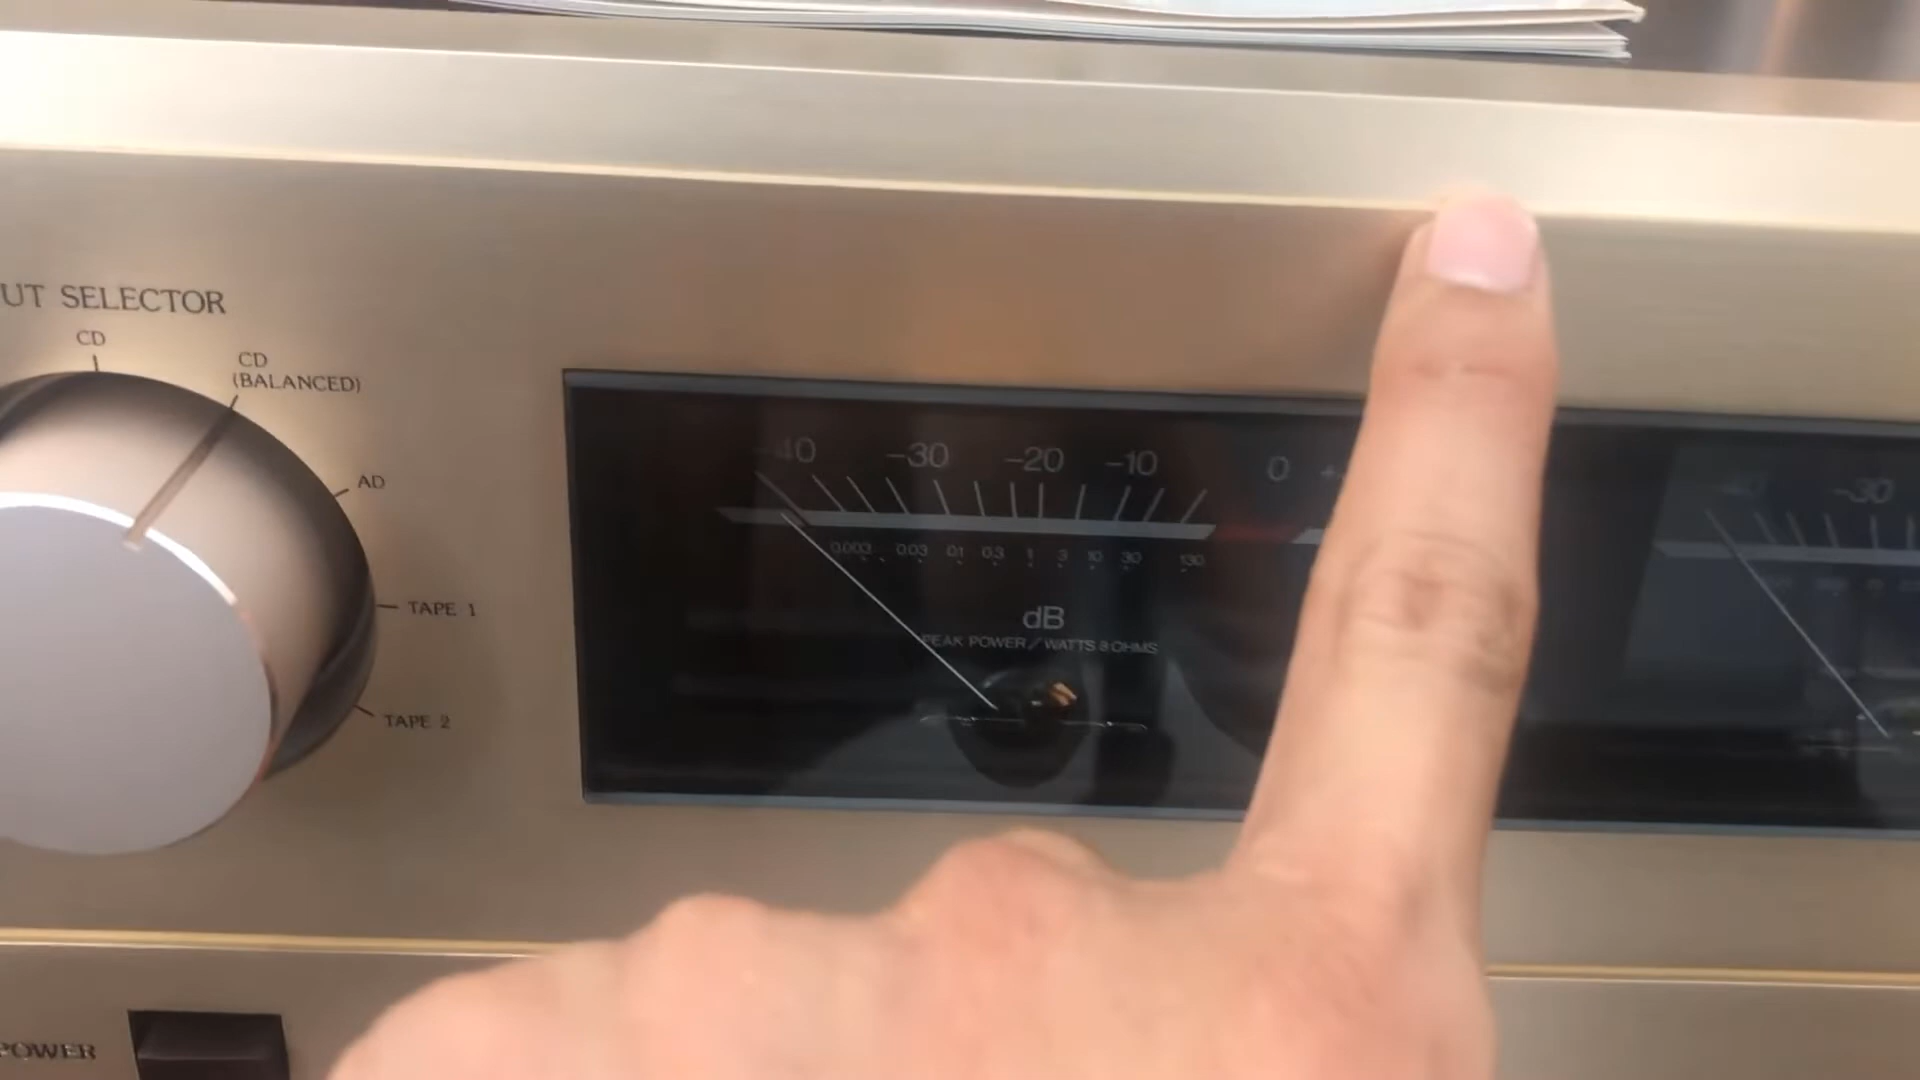 UT SELECTOR
CD
CD
(BALANCED)
AD
TAPE 1
TAPE 2
POWER
-40 -30 -20 -10 0
0.003 0.03 0.1 0.3 1 3 10 30 130
dB
PEAK POWER/WATTS 8 OHMS
-40 -30